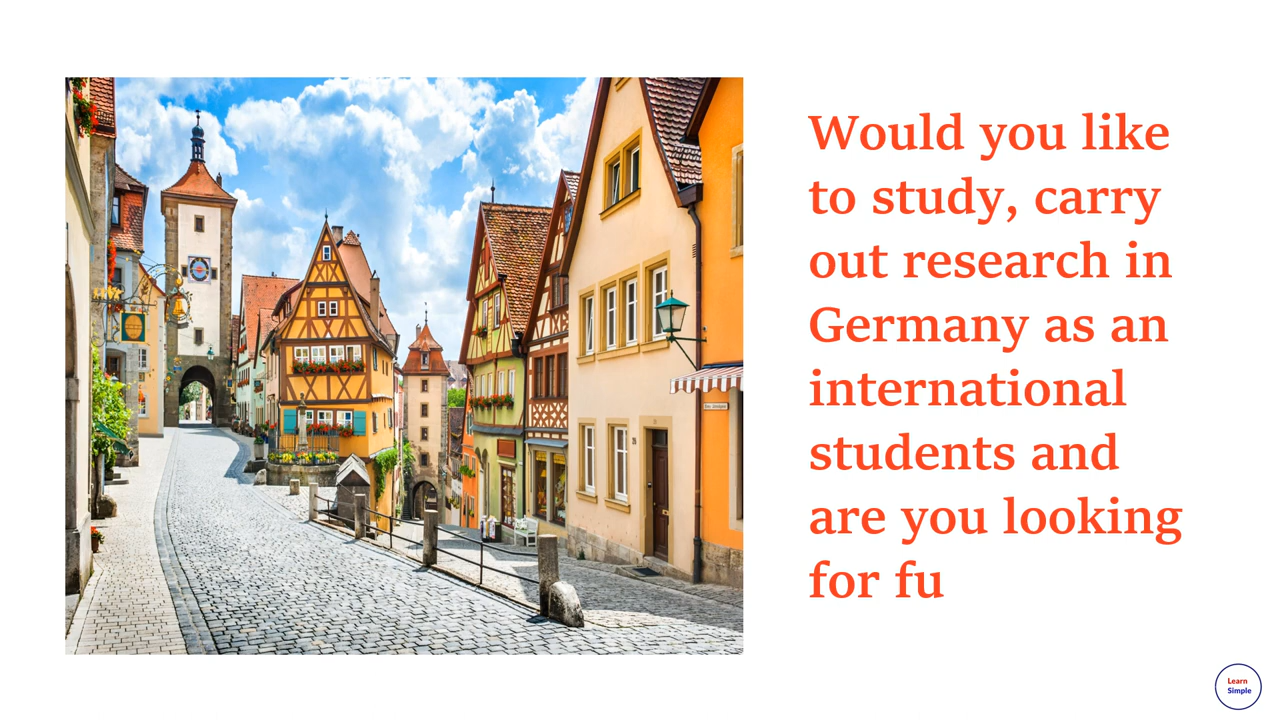 Would you like
to study, carry
out research in
Germany as an
international
students and
are you looking
for fu
Learn
Simple